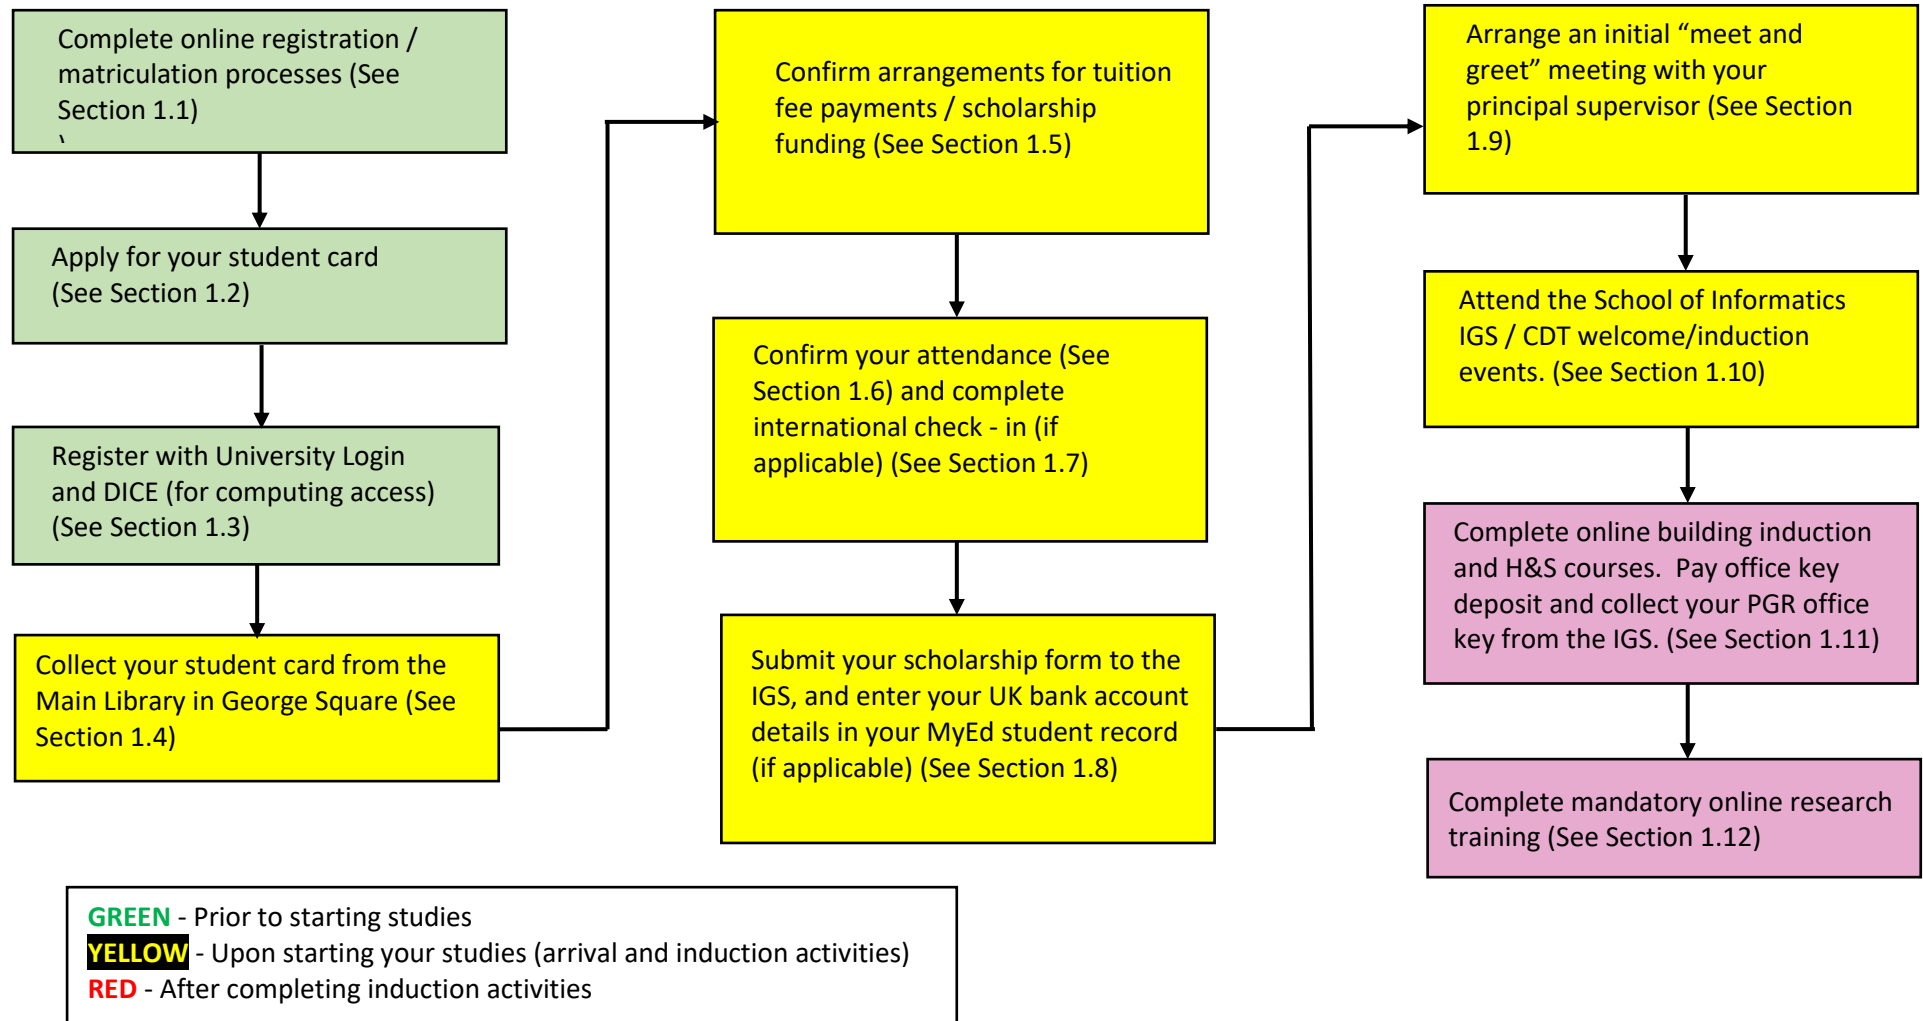 Complete online registration /
matriculation processes (See
Section 1.1)
)
Apply for your student card
(See Section 1.2)
Register with University Login
and DICE (for computing access)
(See Section 1.3)
Collect your student card from the
Main Library in George Square (See
Section 1.4)
Confirm arrangements for tuition
fee payments / scholarship
funding (See Section 1.5)
Confirm your attendance (See
Section 1.6) and complete
international check - in (if
applicable) (See Section 1.7)
Submit your scholarship form to the
IGS, and enter your UK bank account
details in your MyEd student record
(if applicable) (See Section 1.8)
Arrange an initial “meet and
greet” meeting with your
principal supervisor (See Section
1.9)
Attend the School of Informatics
IGS / CDT welcome/induction
events. (See Section 1.10)
Complete online building induction
and H&S courses.  Pay office key
deposit and collect your PGR office
key from the IGS. (See Section 1.11)
Complete mandatory online research
training (See Section 1.12)
GREEN - Prior to starting studies
YELLOW - Upon starting your studies (arrival and induction activities)
RED - After completing induction activities